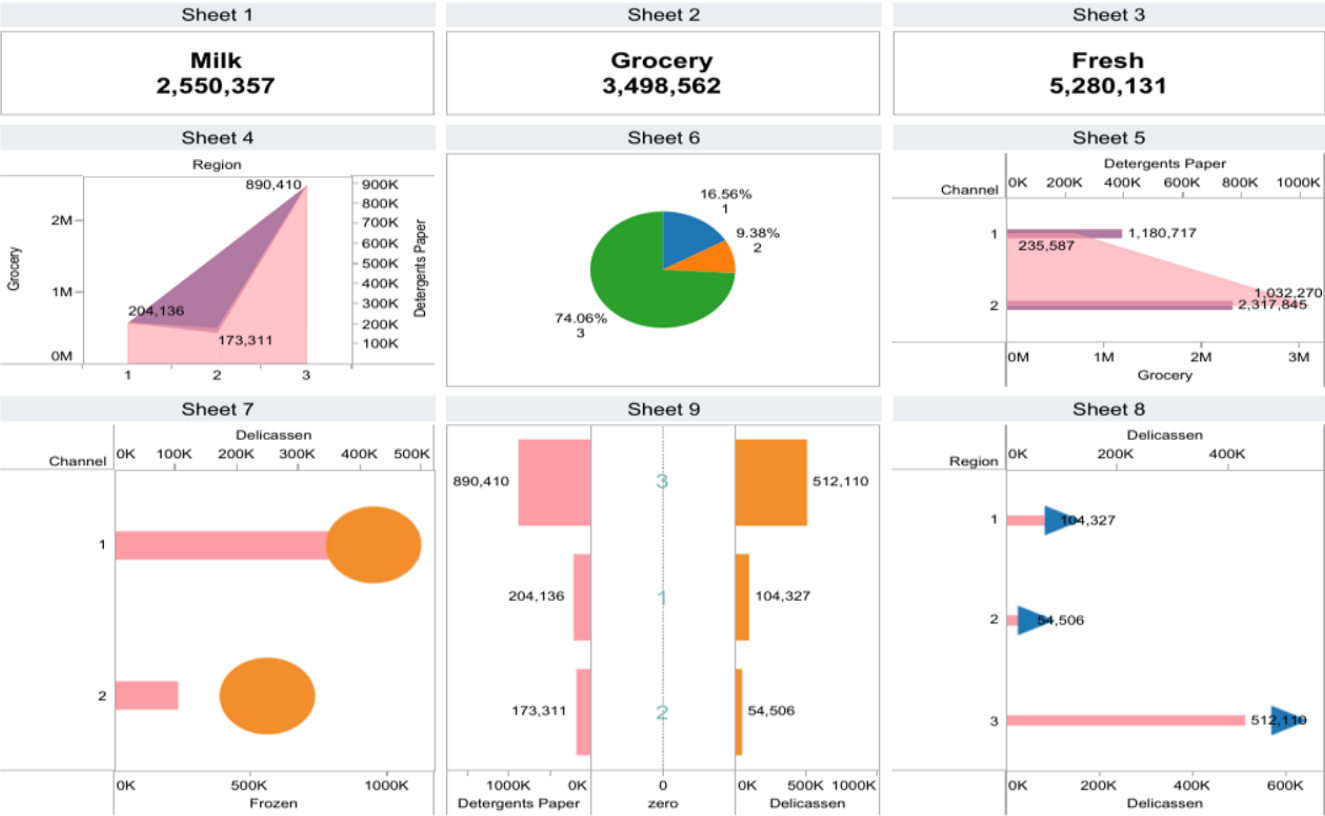 Sheet 1
Milk
2,550,357
Sheet 2
Grocery
3,498,562
Sheet 3
Fresh
5,280,131
Sheet 4
Region
890,410
204,136
173,311
2M
1M
0M
Grocery
900K
800K
700K
600K
500K
400K
300K
200K
100K
Detergents Paper
1 2 3
Sheet 6
16.56%
1
9.38%
2
74.06%
3
Sheet 5
Detergents Paper
Channel 0K 200K 400K 600K 800K 1000K
1 1,180,717
235,587
1,032,270
2 2,317,845
0M 1M 2M 3M
Grocery
Sheet 7
Delicassen
Channel 0K 100K 200K 300K 400K 500K
1
2
0K 500K 1000K
Frozen
Sheet 9
890,410 3 512,110
204,136 1 104,327
173,311 2 54,506
1000K 0K 0 0K 500K 1000K
Detergents Paper zero Delicassen
Sheet 8
Delicassen
Region 0K 200K 400K
1 104,327
2 54,506
3 512,110
0K 200K 400K 600K
Delicassen